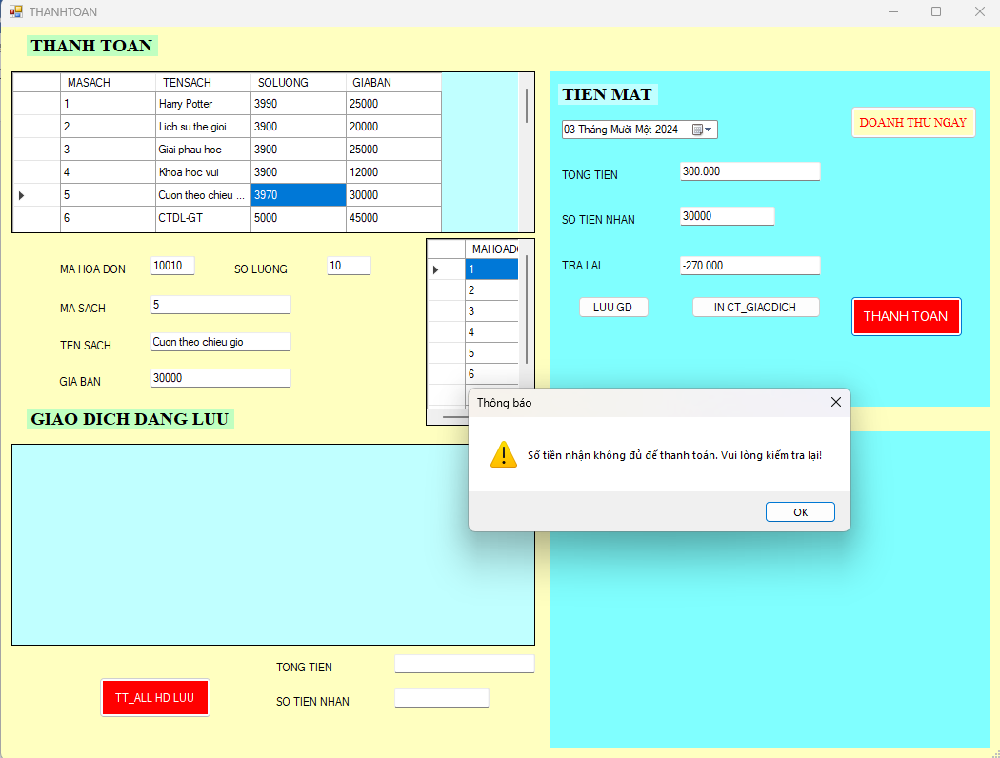 THANHTOAN
THANH TOAN
MASACH TENSACH SOLUONG GIABAN
1 Harry Potter 3990 25000
2 Lich su the gioi 3900 20000
3 Giai phau hoc 3900 25000
4 Khoa hoc vui 3900 12000
5 Cuon theo chieu ... 3970 30000
6 CTDL-GT 5000 45000
TIEN MAT
03 Tháng Mười Một 2024
DOANH THU NGAY
TONG TIEN 300.000
SO TIEN NHAN 30000
TRA LAI -270.000
LUU GD
IN CT_GIAODICH
THANH TOAN
MA HOA DON 10010 SO LUONG 10
MA SACH 5
TEN SACH Cuon theo chieu gio
GIA BAN 30000
MAHOAD
1
2
3
4
5
6
GIAO DICH DANG LUU
Thông báo
Số tiền nhận không đủ để thanh toán. Vui lòng kiểm tra lại!
OK
TONG TIEN
TT_ALL HD LUU
SO TIEN NHAN